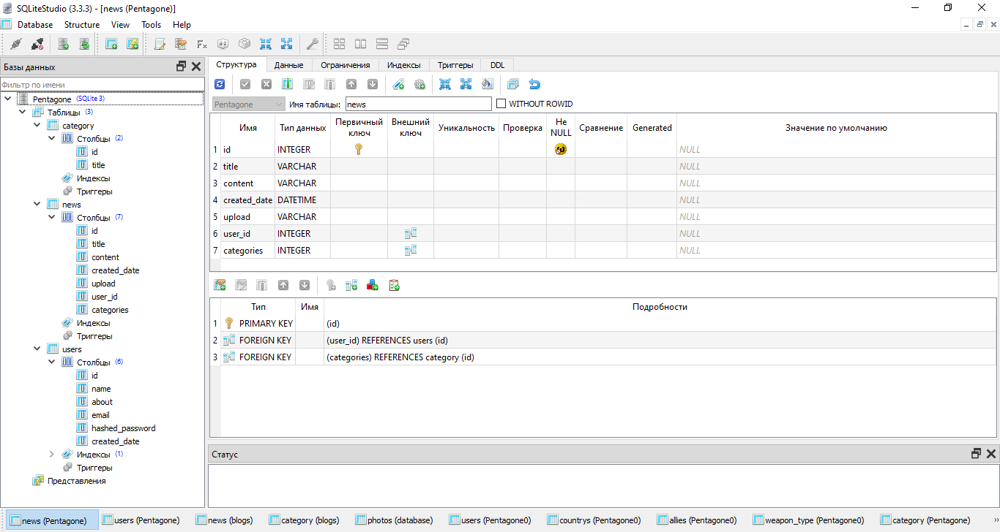 SQLiteStudio (3.3.3) - [news (Pentagone)]
Database Structure View Tools Help
Базы данных
Фильтр по имени
Pentagone (SQLite 3)
Таблицы (3)
category
Столбцы (2)
id
title
Индексы
Триггеры
news
Столбцы (7)
id
title
content
created_date
upload
user_id
categories
Индексы
Триггеры
users
Столбцы (6)
id
name
about
email
hashed_password
created_date
Индексы (1)
Триггеры
Представления
Структура Данные Ограничения Индексы Триггеры DDL
Pentagone Имя таблицы: news WITHOUT ROWID
Имя Тип данных Первичный ключ Внешний ключ Уникальность Проверка Не NULL Сравнение Generated Значение по умолчанию
1 id INTEGER NULL
2 title VARCHAR NULL
3 content VARCHAR NULL
4 created_date DATETIME NULL
5 upload VARCHAR NULL
6 user_id INTEGER NULL
7 categories INTEGER NULL
Тип Имя Подробности
1 PRIMARY KEY (id)
2 FOREIGN KEY (user_id) REFERENCES users (id)
3 FOREIGN KEY (categories) REFERENCES category (id)
Статус
news (Pentagone) users (Pentagone) news (blogs) category (blogs) photos (database) users (Pentagone0) countrys (Pentagone0) allies (Pentagone0) weapon_type (Pentagone0) category (Pentagone) »